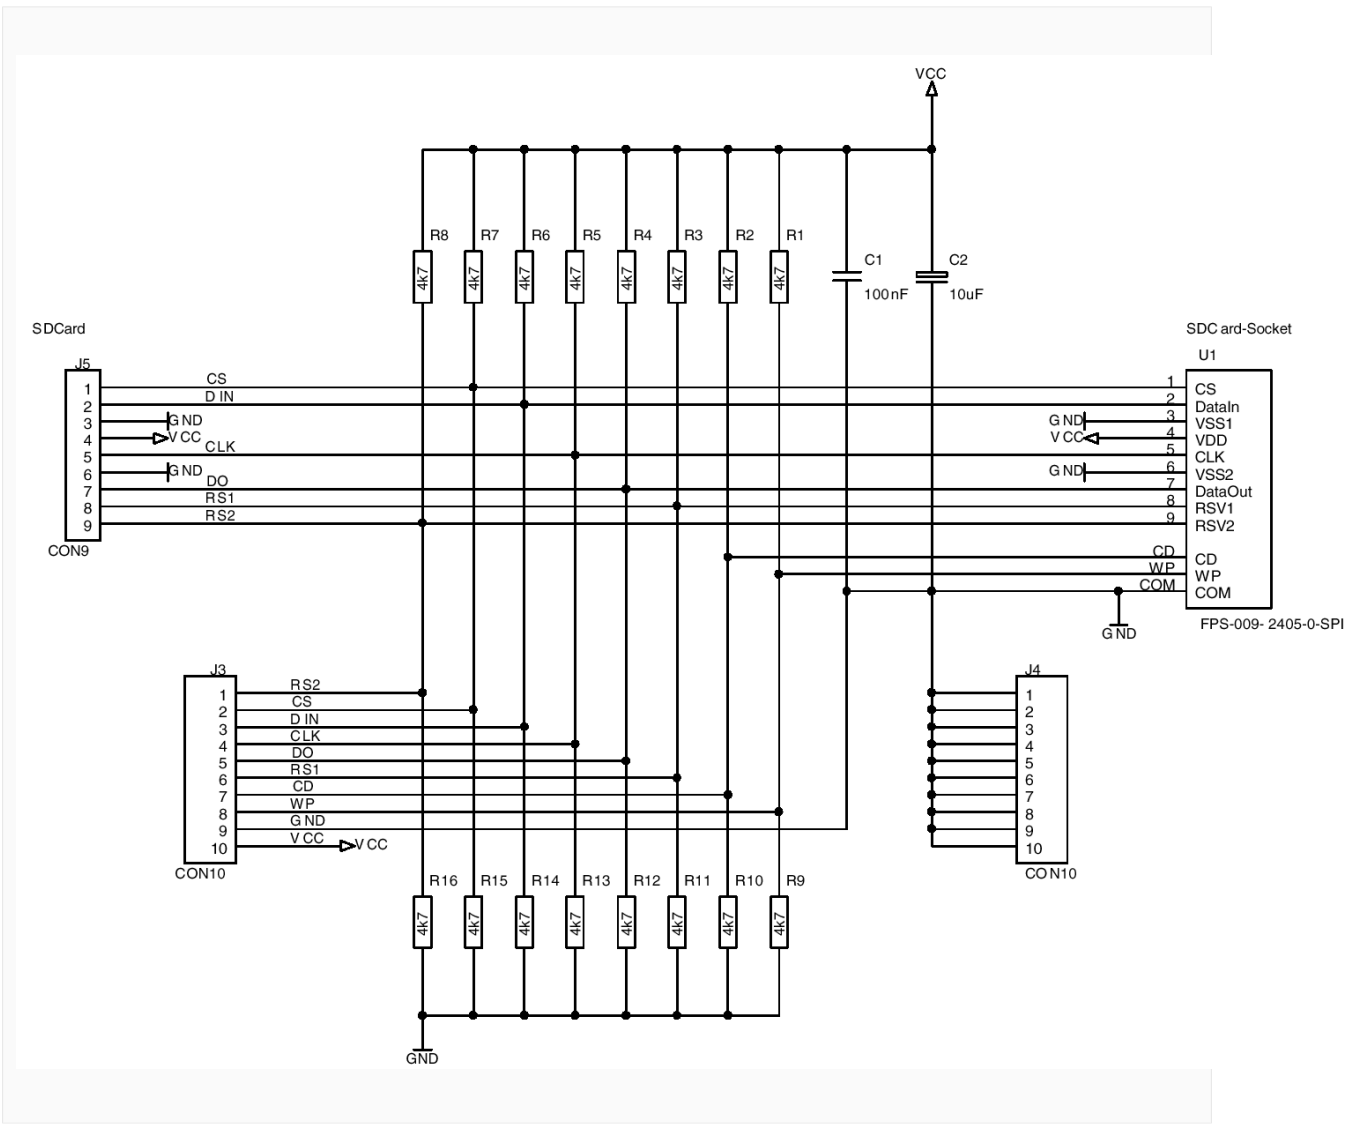 VCC
R8 R7 R6 R5 R4 R3 R2 R1
4k7 4k7 4k7 4k7 4k7 4k7 4k7 4k7
C1
100nF
C2
10uF
SDCard
J5
1 CS
2 D IN
3 GND
4 VCC
5 CLK
6 GND
7 DO
8 RS1
9 RS2
CON9
SDC ard-Socket
U1
1 CS
2 DataIn
GND 3 VSS1
VCC 4 VDD
5 CLK
GND 6 VSS2
7 DataOut
8 RSV1
9 RSV2
CD CD
WP WP
COM COM
GND
FPS-009- 2405-0-SPI
J3
1 RS2
2 CS
3 D IN
4 CLK
5 DO
6 RS1
7 CD
8 WP
9 GND
10 VCC VCC
CON10
J4
1
2
3
4
5
6
7
8
9
10
CON10
R16 R15 R14 R13 R12 R11 R10 R9
4k7 4k7 4k7 4k7 4k7 4k7 4k7 4k7
GND